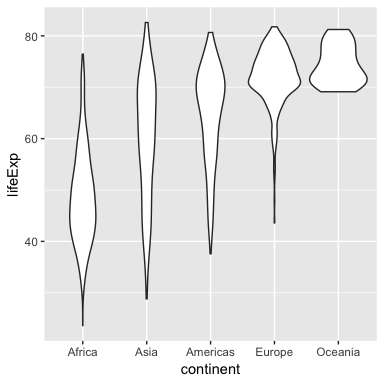 80
60
40
lifeExp
Africa Asia Americas Europe Oceania
continent